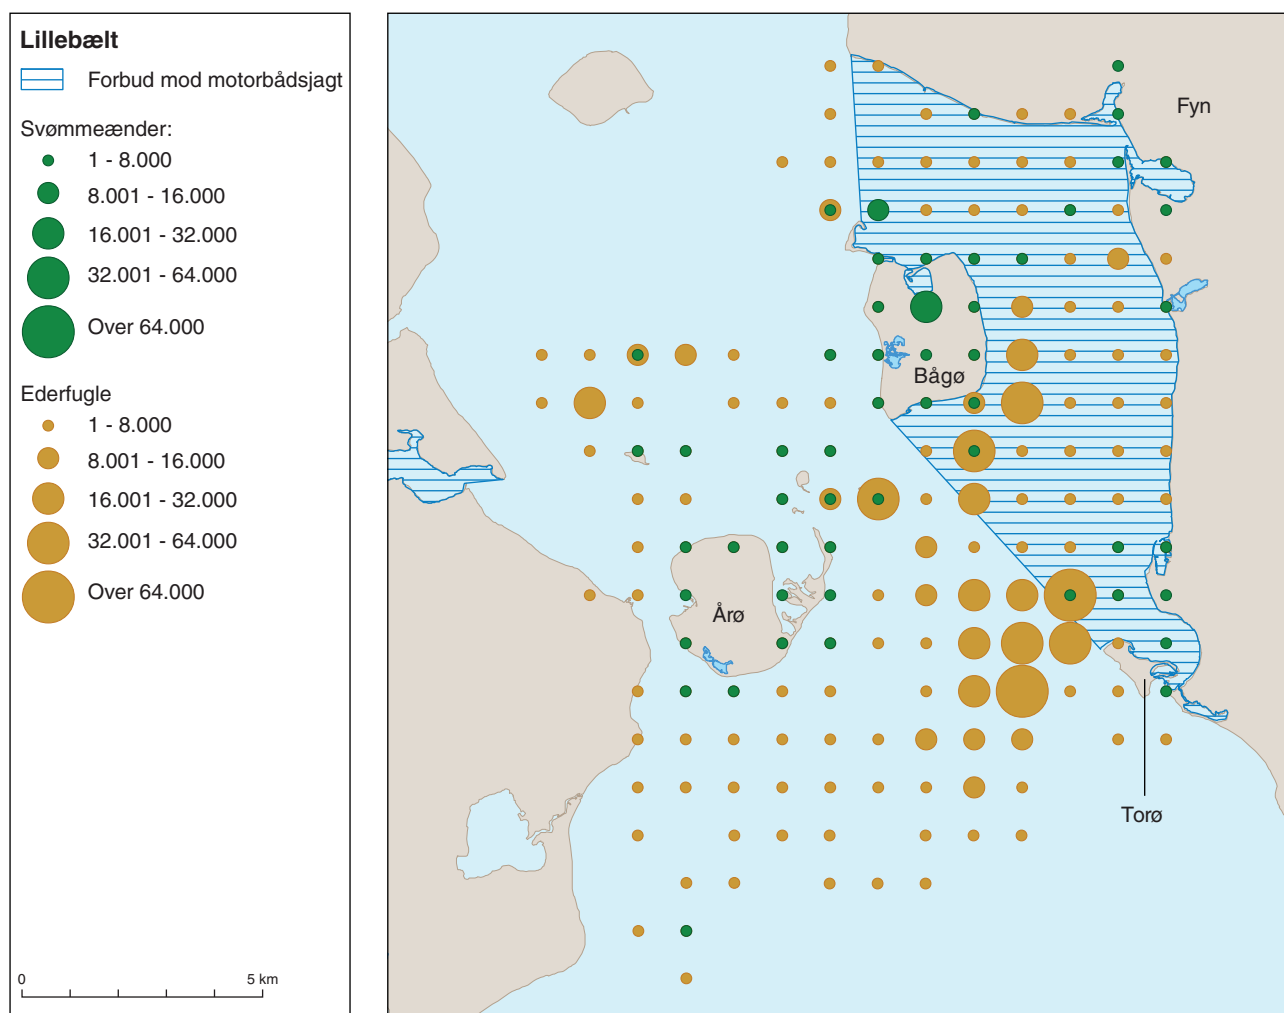 Lillebælt
Forbud mod motorbådsjagt
Svømmeænder:
1 - 8.000
8.001 - 16.000
16.001 - 32.000
32.001 - 64.000
Over 64.000
Ederfugle
1 - 8.000
8.001 - 16.000
16.001 - 32.000
32.001 - 64.000
Over 64.000
0 5 km
Fyn
Bågø
Årø
Torø